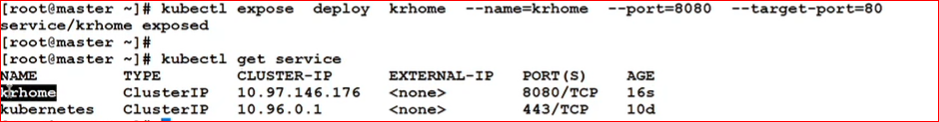 [root@master ~]# kubectl expose  deploy  krhome  --name=krhome  --port=8080  --target-port=80
service/krhome exposed
[root@master ~]#
[root@master ~]# kubectl get service
NAME         TYPE        CLUSTER-IP      EXTERNAL-IP   PORT(S)    AGE
krhome       ClusterIP   10.97.146.176   <none>        8080/TCP   16s
kubernetes   ClusterIP   10.96.0.1       <none>        443/TCP    10d